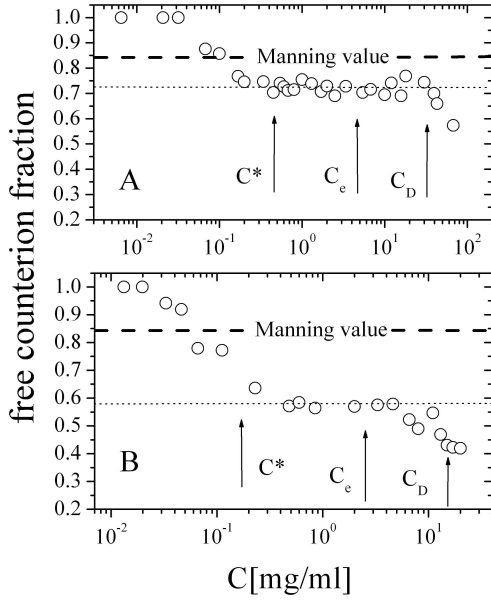 free counterion fraction
1.0
0.9
0.8
0.7
0.6
0.5
0.4
0.3
0.2
Manning value
A
C*
Ce
CD
10-2 10-1 100 101 102
1.0
0.9
0.8
0.7
0.6
0.5
0.4
0.3
0.2
Manning value
B
C*
Ce
CD
10-2 10-1 100 101
C[mg/ml]